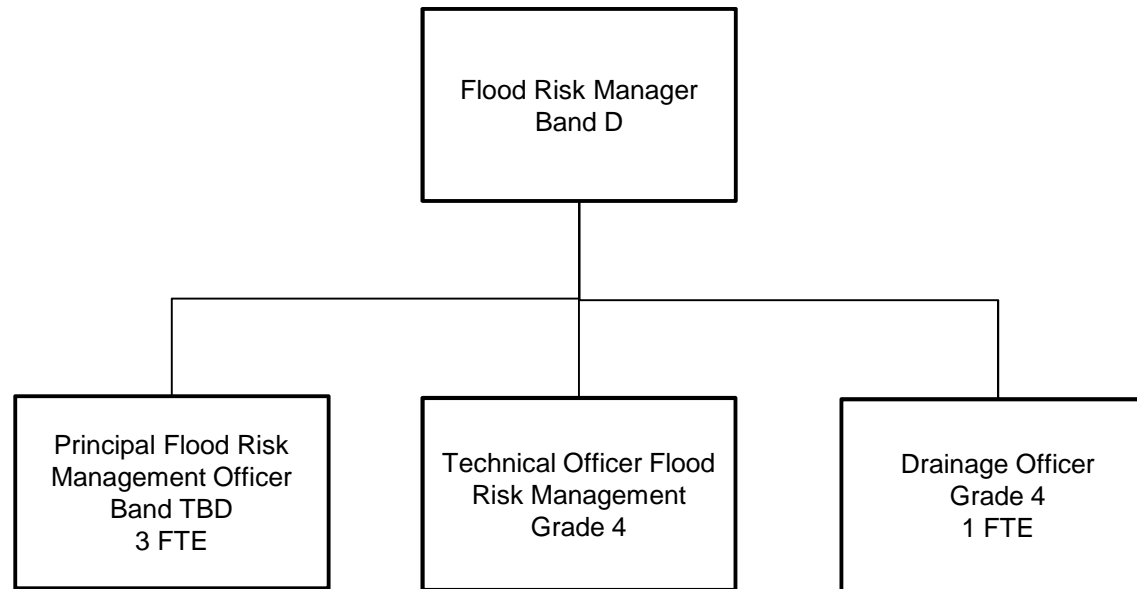 Flood Risk Manager
Band D
Principal Flood Risk
Management Officer
Band TBD
3 FTE
Technical Officer Flood
Risk Management
Grade 4
Drainage Officer
Grade 4
1 FTE